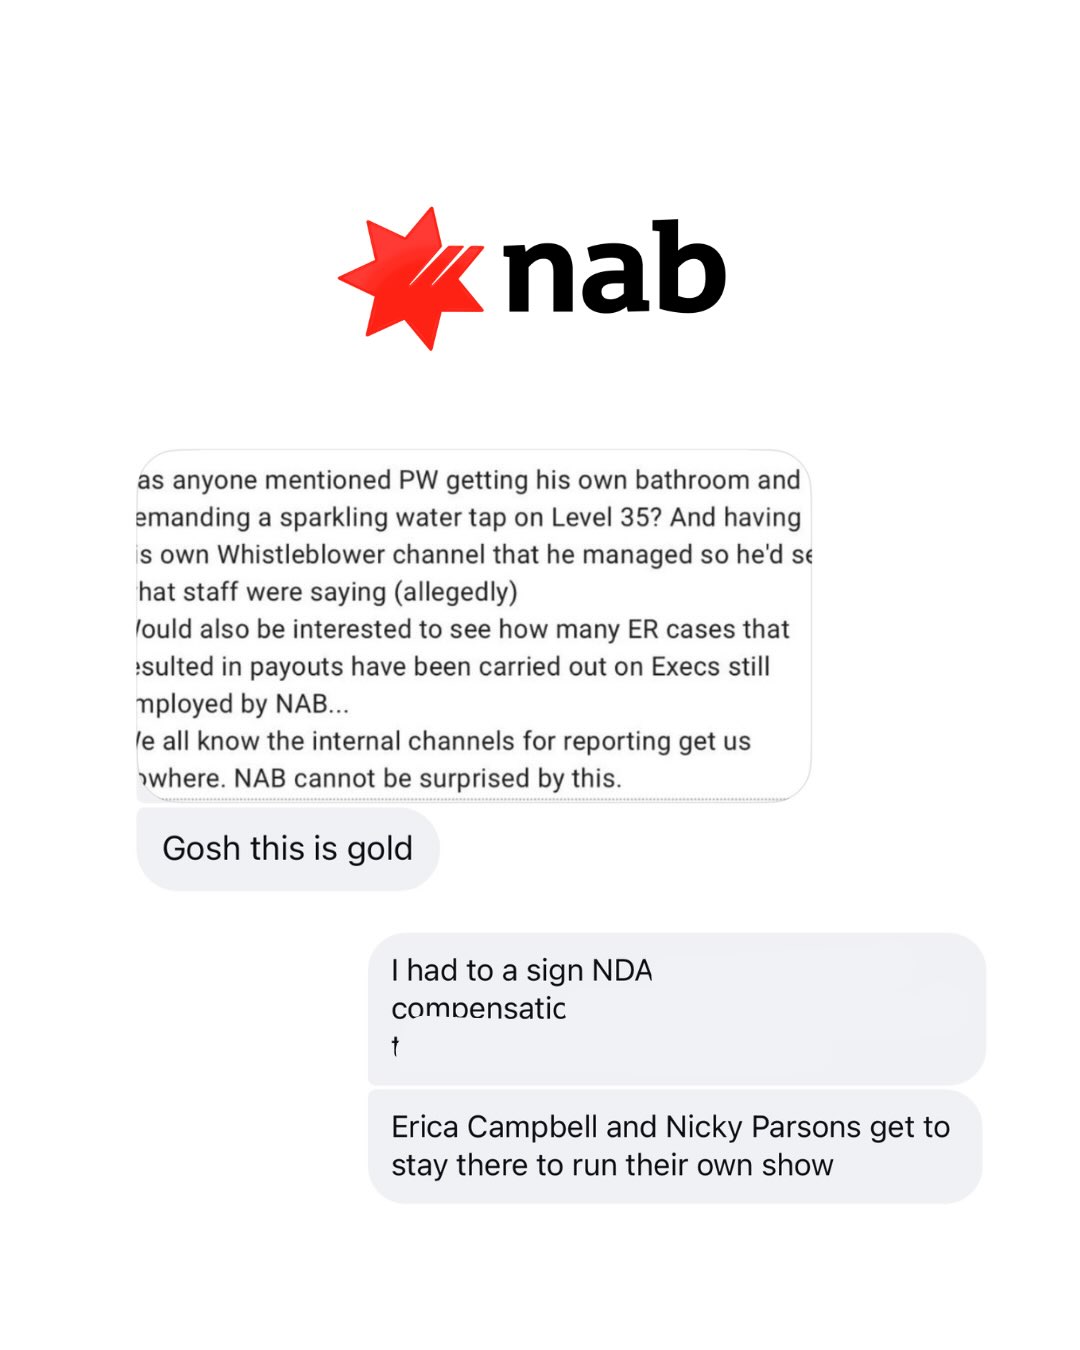 nab
as anyone mentioned PW getting his own bathroom and
emanding a sparkling water tap on Level 35? And having
is own Whistleblower channel that he managed so he'd se
hat staff were saying (allegedly)
ould also be interested to see how many ER cases that
esulted in payouts have been carried out on Execs still
mployed by NAB...
e all know the internal channels for reporting get us
owhere. NAB cannot be surprised by this.
Gosh this is gold
I had to a sign NDA
compensatic
t
Erica Campbell and Nicky Parsons get to
stay there to run their own show